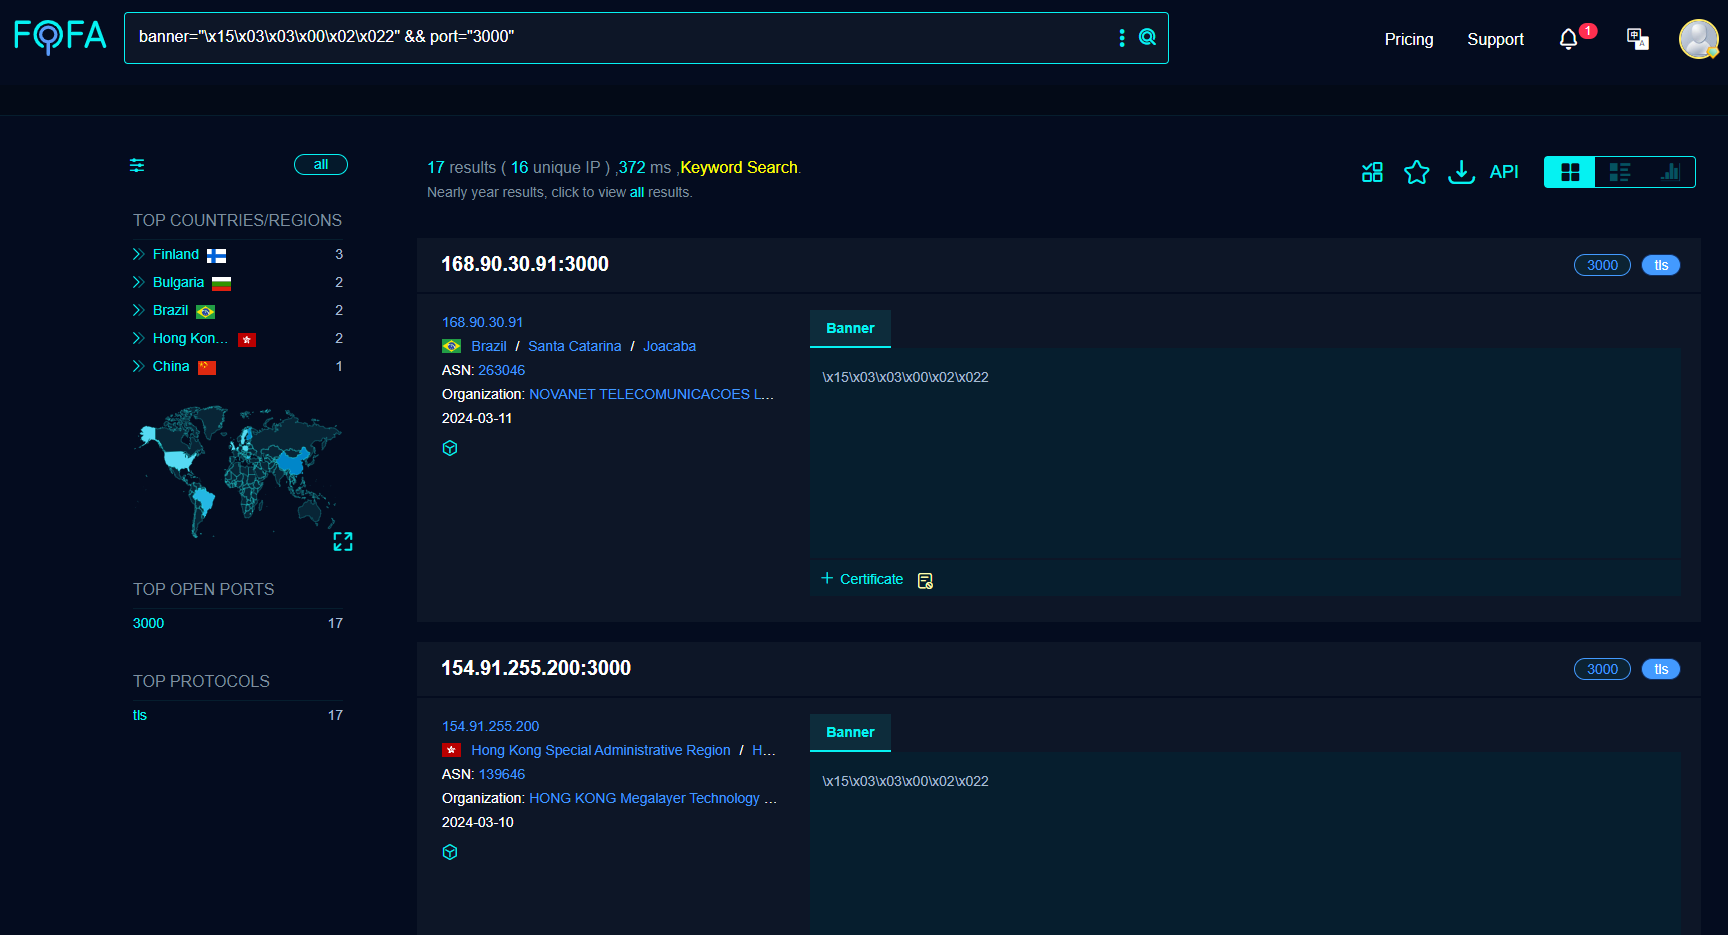 FOFA
banner="\x15\x03\x03\x00\x02\x022" && port="3000"
Pricing
Support
1
all
17 results ( 16 unique IP ) ,372 ms ,Keyword Search.
Nearly year results, click to view all results.
API
TOP COUNTRIES/REGIONS
Finland 3
Bulgaria 2
Brazil 2
Hong Kon... 2
China 1
TOP OPEN PORTS
3000 17
TOP PROTOCOLS
tls 17
168.90.30.91:3000
3000 tls
168.90.30.91
Brazil / Santa Catarina / Joacaba
ASN: 263046
Organization: NOVANET TELECOMUNICACOES L...
2024-03-11
Banner
\x15\x03\x03\x00\x02\x022
+ Certificate
154.91.255.200:3000
3000 tls
154.91.255.200
Hong Kong Special Administrative Region / H...
ASN: 139646
Organization: HONG KONG Megalayer Technology ...
2024-03-10
Banner
\x15\x03\x03\x00\x02\x022